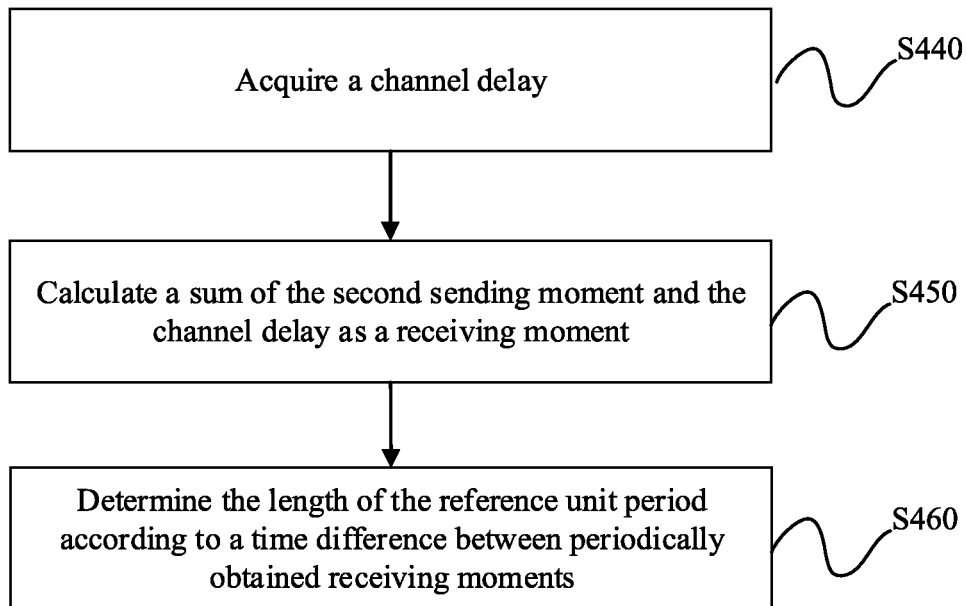 Acquire a channel delay
S440
Calculate a sum of the second sending moment and the
channel delay as a receiving moment
S450
Determine the length of the reference unit period
according to a time difference between periodically
obtained receiving moments
S460